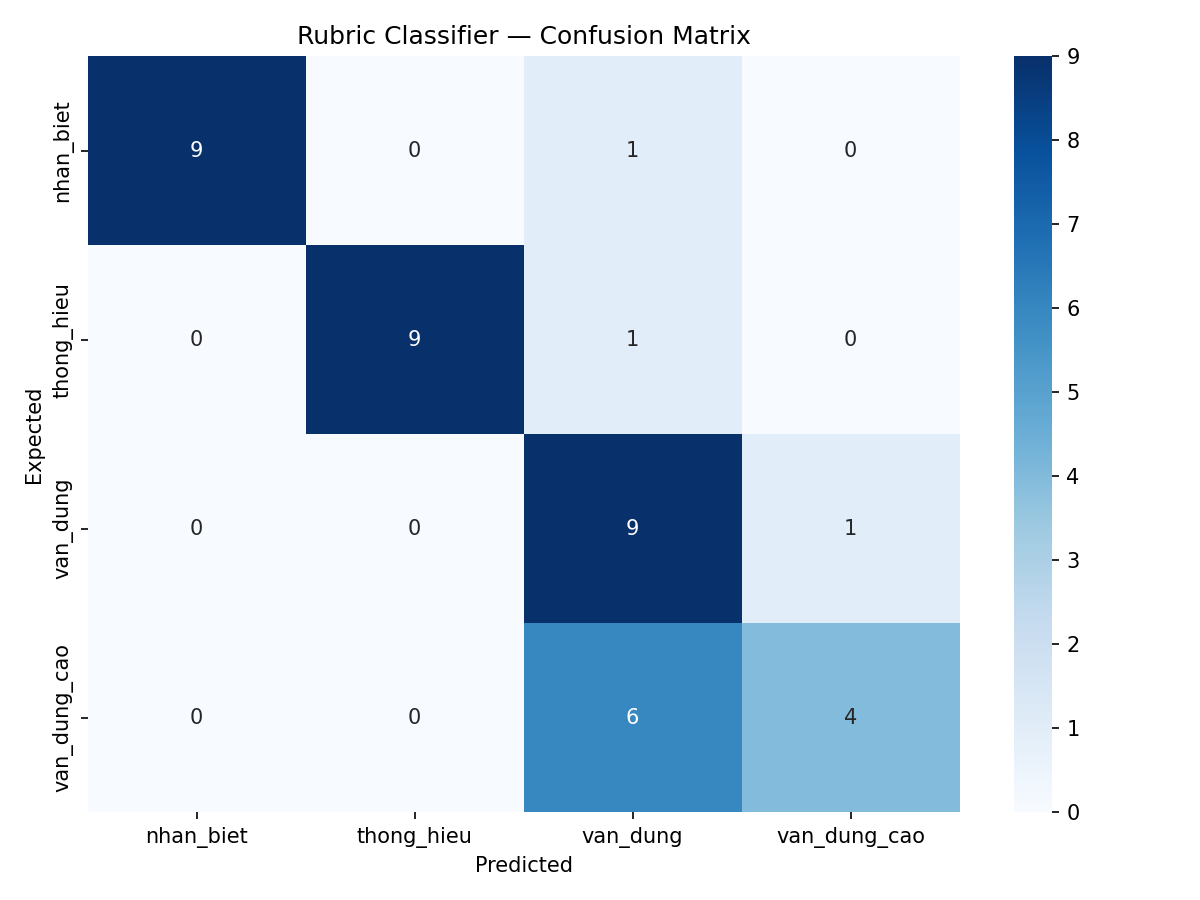 Rubric Classifier — Confusion Matrix
nhan_biet
9 0 1 0
thong_hieu
0 9 1 0
van_dung
0 0 9 1
van_dung_cao
0 0 6 4
Expected
nhan_biet thong_hieu van_dung van_dung_cao
Predicted
9
8
7
6
5
4
3
2
1
0